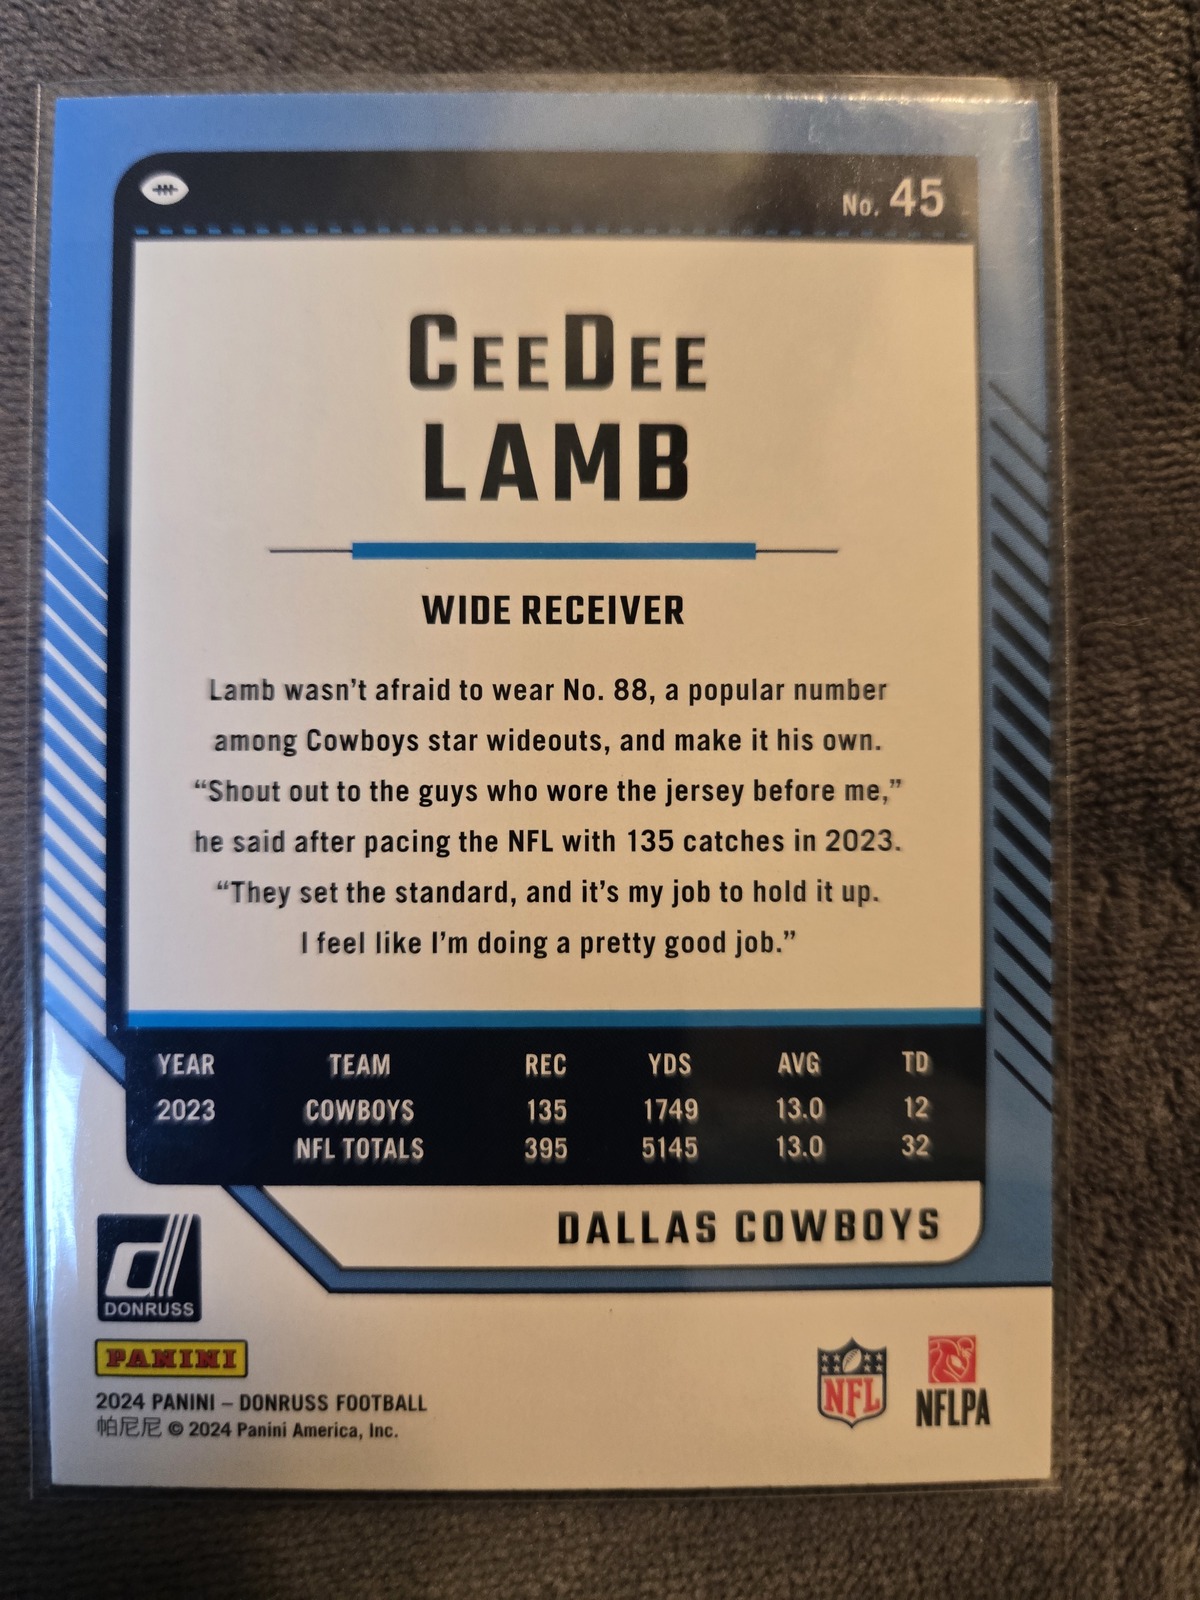 No. 45
CEEDEE
LAMB
WIDE RECEIVER
Lamb wasn't afraid to wear No. 88, a popular number
among Cowboys star wideouts, and make it his own.
“Shout out to the guys who wore the jersey before me,”
he said after pacing the NFL with 135 catches in 2023.
“They set the standard, and it's my job to hold it up.
I feel like I'm doing a pretty good job.”
YEAR TEAM REC YDS AVG TD
2023 COWBOYS 135 1749 13.0 12
NFL TOTALS 395 5145 13.0 32
DALLAS COWBOYS
d
DONRUSS
PANINI
2024 PANINI – DONRUSS FOOTBALL
帕尼尼 © 2024 Panini America, Inc.
NFL
NFLPA